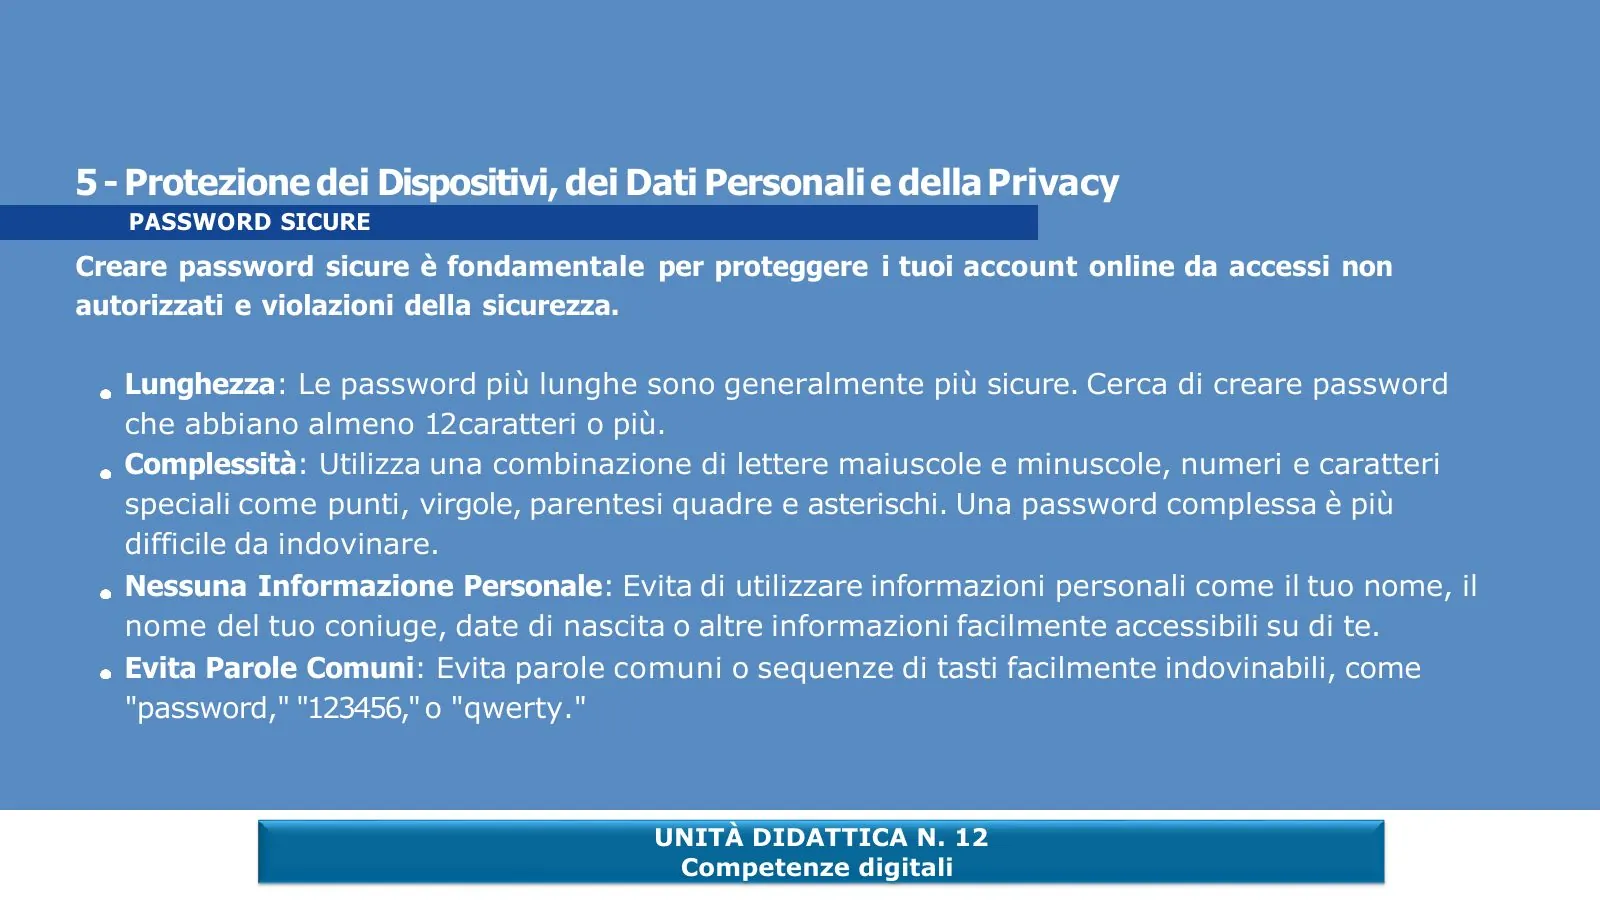 5 - Protezione dei Dispositivi, dei Dati Personali e della Privacy
PASSWORD SICURE
Creare password sicure è fondamentale per proteggere i tuoi account online da accessi non
autorizzati e violazioni della sicurezza.
• Lunghezza: Le password più lunghe sono generalmente più sicure. Cerca di creare password
che abbiano almeno 12caratteri o più.
• Complessità: Utilizza una combinazione di lettere maiuscole e minuscole, numeri e caratteri
speciali come punti, virgole, parentesi quadre e asterischi. Una password complessa è più
difficile da indovinare.
• Nessuna Informazione Personale: Evita di utilizzare informazioni personali come il tuo nome, il
nome del tuo coniuge, date di nascita o altre informazioni facilmente accessibili su di te.
• Evita Parole Comuni: Evita parole comuni o sequenze di tasti facilmente indovinabili, come
"password," "123456," o "qwerty."
UNITÀ DIDATTICA N. 12
Competenze digitali